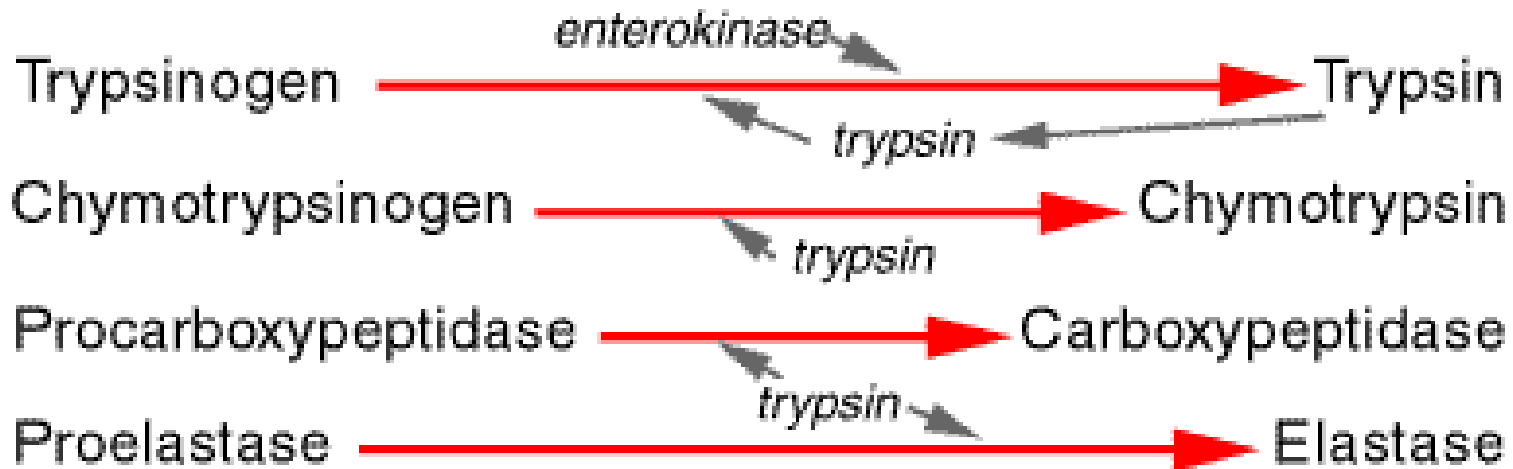 enterokinase
Trypsinogen Trypsin
trypsin
Chymotrypsinogen Chymotrypsin
trypsin
Procarboxypeptidase Carboxypeptidase
trypsin
Proelastase Elastase